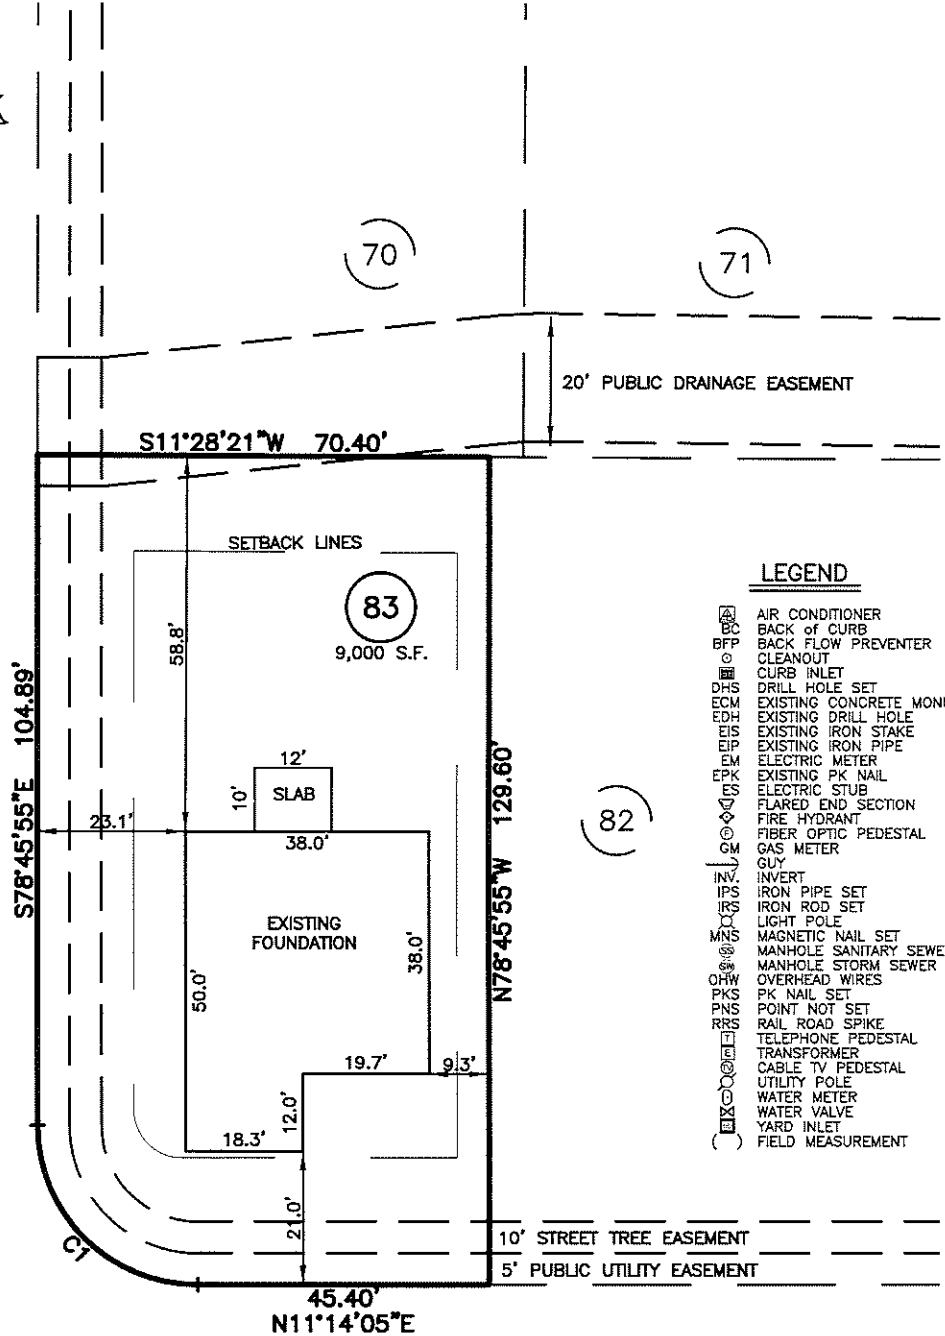 70
71
20' PUBLIC DRAINAGE EASEMENT
S11°28'21"W 70.40'
SETBACK LINES
83
9,000 S.F.
58.8'
S78°45'55"E 104.89'
N78°45'55"W 129.60'
12'
10'
SLAB
23.1'
38.0'
82
EXISTING
FOUNDATION
50.0'
38.0'
19.7'
9.3'
12.0'
18.3'
21.0'
C1
10' STREET TREE EASEMENT
5' PUBLIC UTILITY EASEMENT
45.40'
N11°14'05"E
LEGEND
A AIR CONDITIONER
BC BACK of CURB
BFP BACK FLOW PREVENTER
CLEANOUT
CURB INLET
DHS DRILL HOLE SET
ECM EXISTING CONCRETE MONU
EDH EXISTING DRILL HOLE
EIS EXISTING IRON STAKE
EIP EXISTING IRON PIPE
EM ELECTRIC METER
EPK EXISTING PK NAIL
ES ELECTRIC STUB
FLARED END SECTION
FIRE HYDRANT
F FIBER OPTIC PEDESTAL
GM GAS METER
GUY
INV. INVERT
IPS IRON PIPE SET
IRS IRON ROD SET
LIGHT POLE
MNS MAGNETIC NAIL SET
MANHOLE SANITARY SEWE
MANHOLE STORM SEWER
OHW OVERHEAD WIRES
PKS PK NAIL SET
PNS POINT NOT SET
RRS RAIL ROAD SPIKE
T TELEPHONE PEDESTAL
E TRANSFORMER
CABLE TV PEDESTAL
UTILITY POLE
WATER METER
WATER VALVE
YARD INLET
( ) FIELD MEASUREMENT